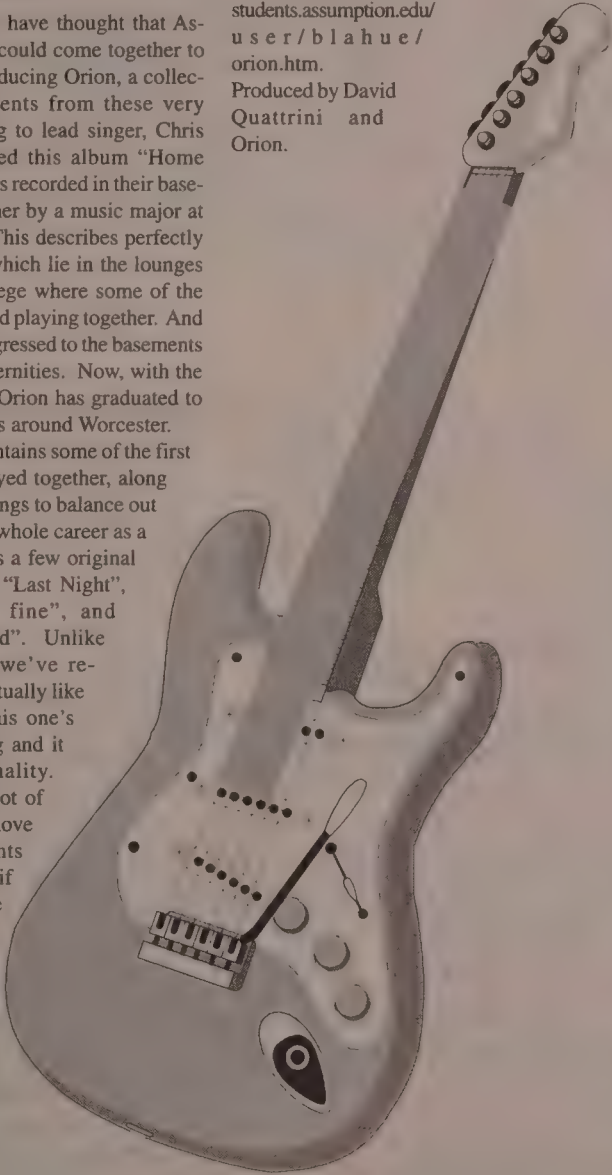 have thought that As-
could come together to
ducing Orion, a collec-
ents from these very
g to lead singer, Chris
ed this album “Home
s recorded in their base-
er by a music major at
This describes perfectly
which lie in the lounges
ege where some of the
d playing together. And
gressed to the basements
ernities. Now, with the
Orion has graduated to
s around Worcester.
ntains some of the first
yed together, along
ngs to balance out
whole career as a
s a few original
“Last Night”,
fine”, and
d”. Unlike
we’ve re-
tually like
is one’s
g and it
nality.
ot of
ove
nts
if
students.assumption.edu/
user/blahue/
orion.htm.
Produced by David
Quattrini and
Orion.